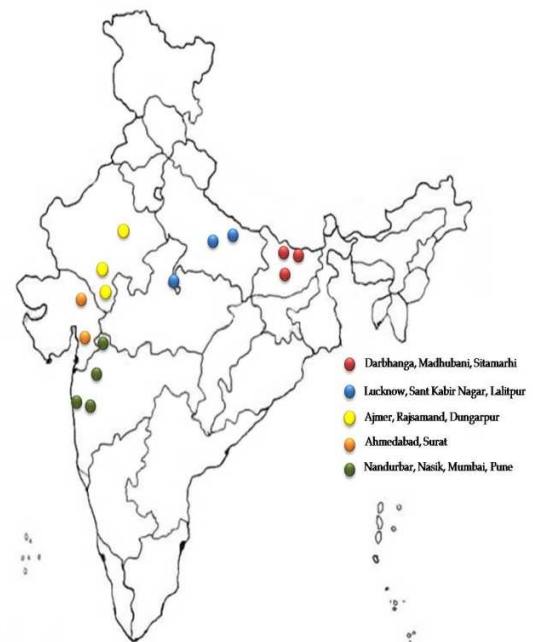 Darbhanga, Madhubani, Sitamarhi
Lucknow, Sant Kabir Nagar, Lalitpur
Ajmer, Rajsamand, Dungarpur
Ahmedabad, Surat
Nandurbar, Nasik, Mumbai, Pune